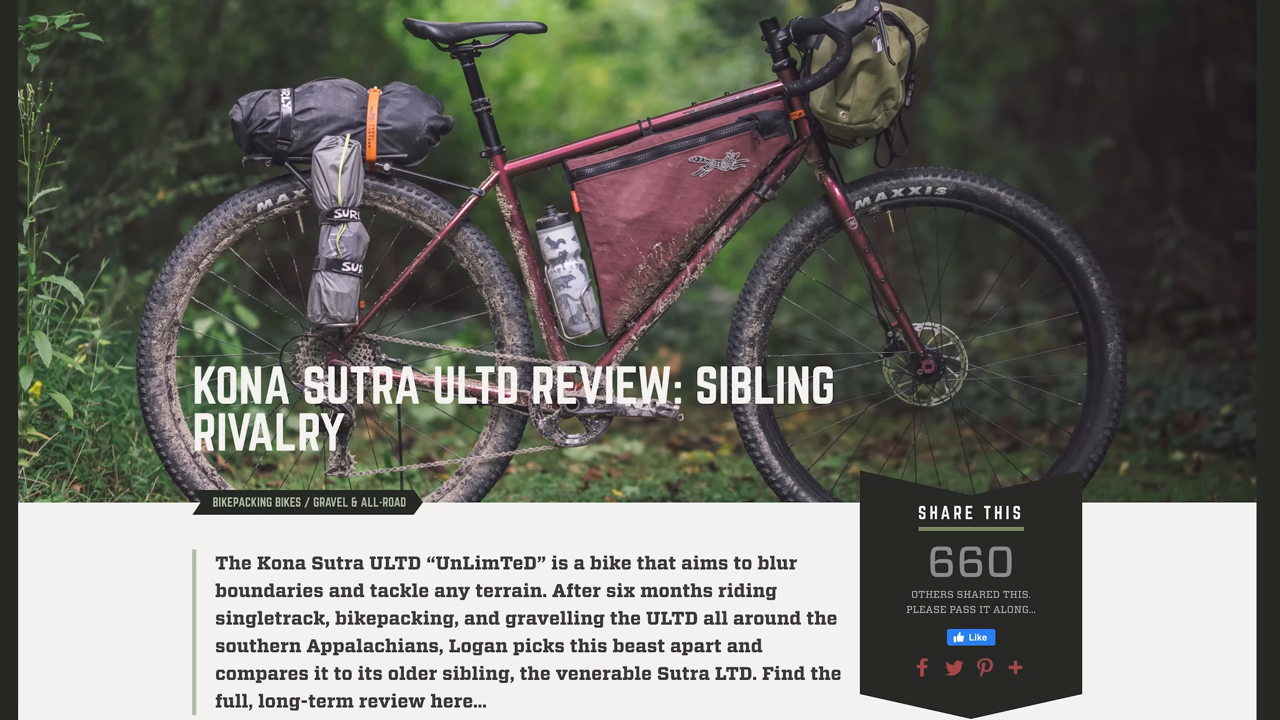 RLY
MAXXIS
MAXX
SURL
SUR
KONA SUTRA ULTD REVIEW: SIBLING
RIVALRY
BIKEPACKING BIKES / GRAVEL & ALL-ROAD
The Kona Sutra ULTD “UnLimTeD” is a bike that aims to blur
boundaries and tackle any terrain. After six months riding
singletrack, bikepacking, and gravelling the ULTD all around the
southern Appalachians, Logan picks this beast apart and
compares it to its older sibling, the venerable Sutra LTD. Find the
full, long-term review here...
SHARE THIS
660
OTHERS SHARED THIS.
PLEASE PASS IT ALONG...
Like